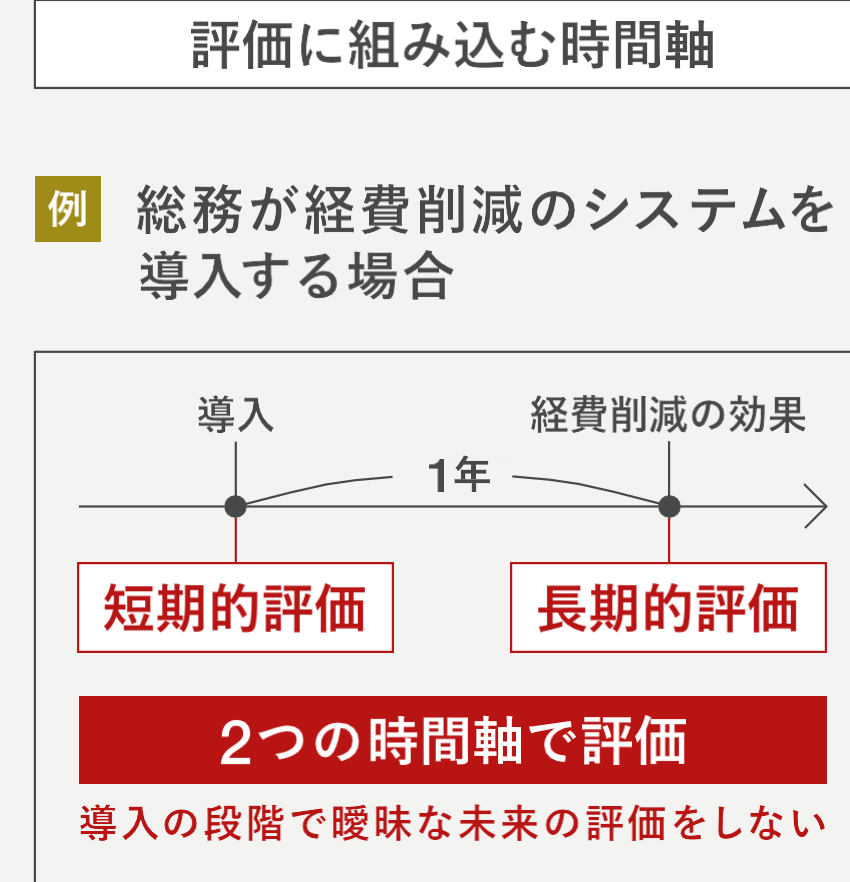 評価に組み込む時間軸
例
総務が経費削減のシステムを
導入する場合
導入
経費削減の効果
1年
短期的評価
長期的評価
2つの時間軸で評価
導入の段階で曖昧な未来の評価をしない